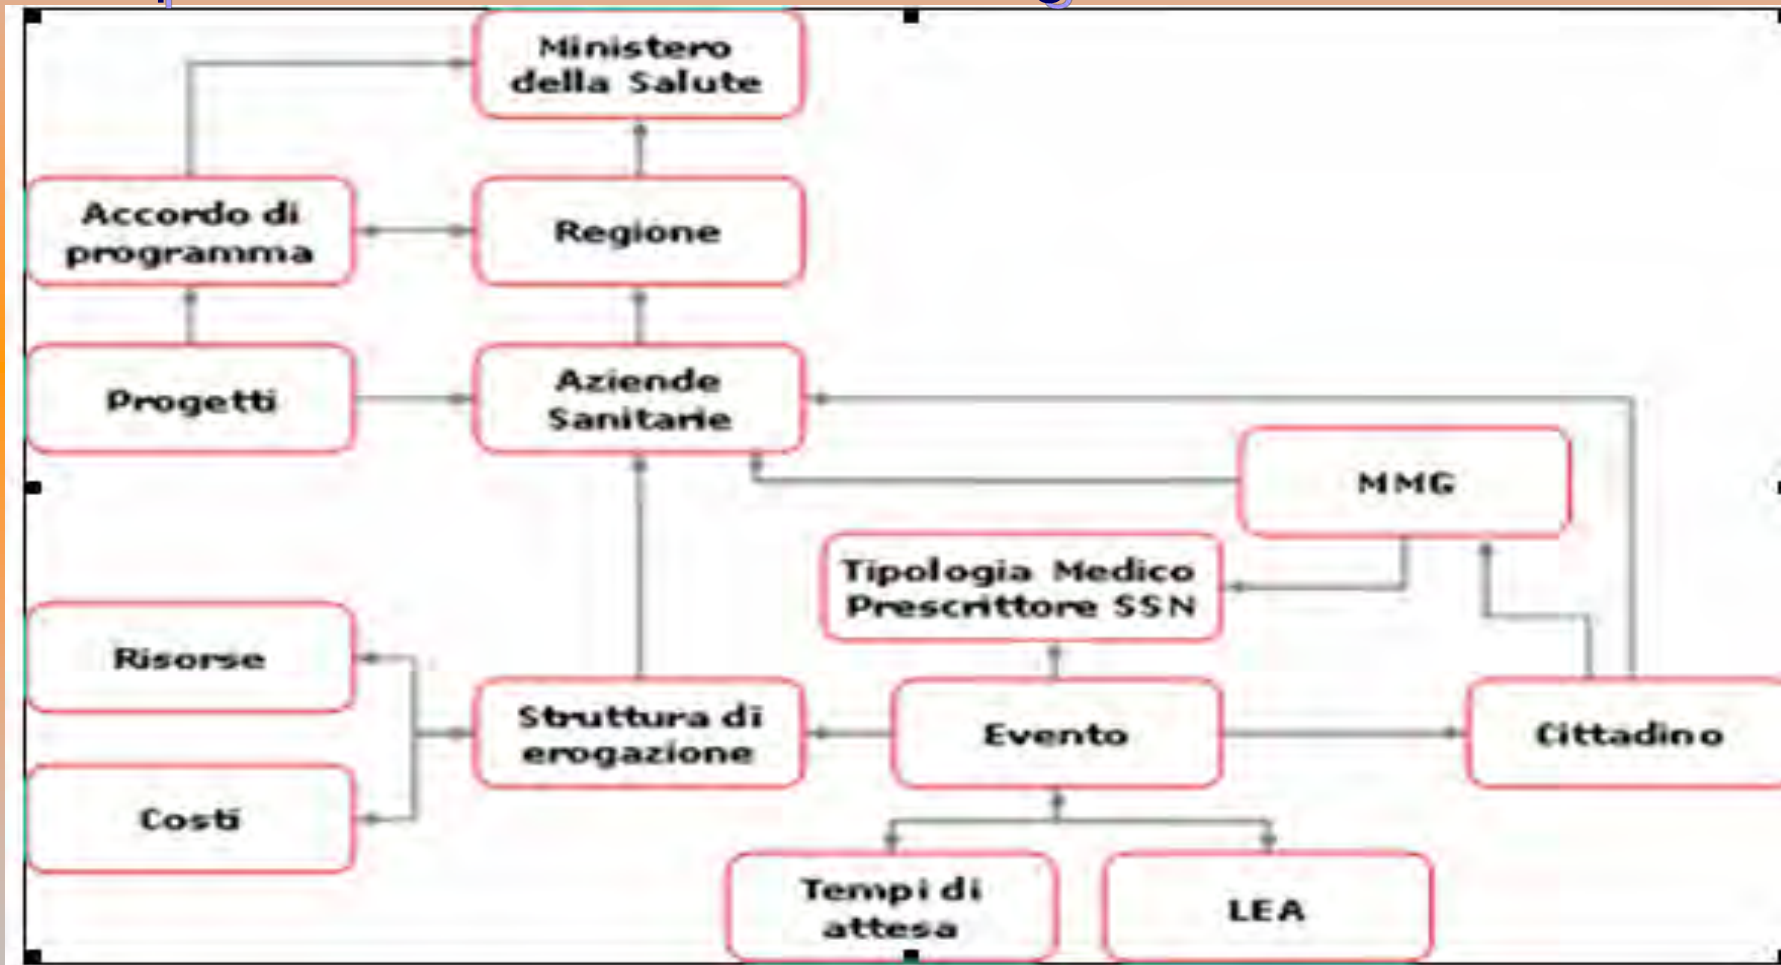 Ministero
della Salute
Accordo di
programma
Regione
Progetti
Aziende
Sanitarie
MMG
Tipologia Medico
Prescrittore SSN
Risorse
Struttura di
erogazione
Evento
Cittadino
Costi
Tempi di
attesa
LEA